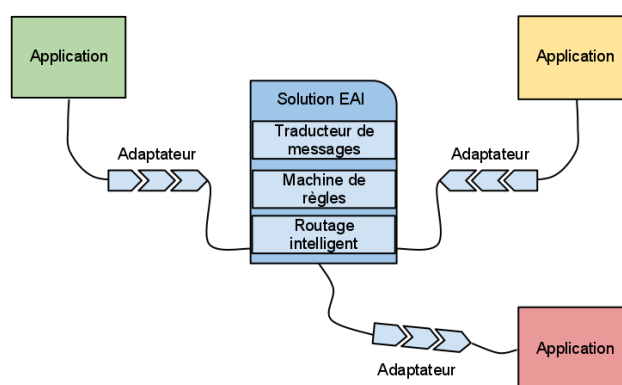 Application
Application
Solution EAI
Traducteur de
messages
Adaptateur
Adaptateur
Machine de
règles
Routage
intelligent
Application
Adaptateur